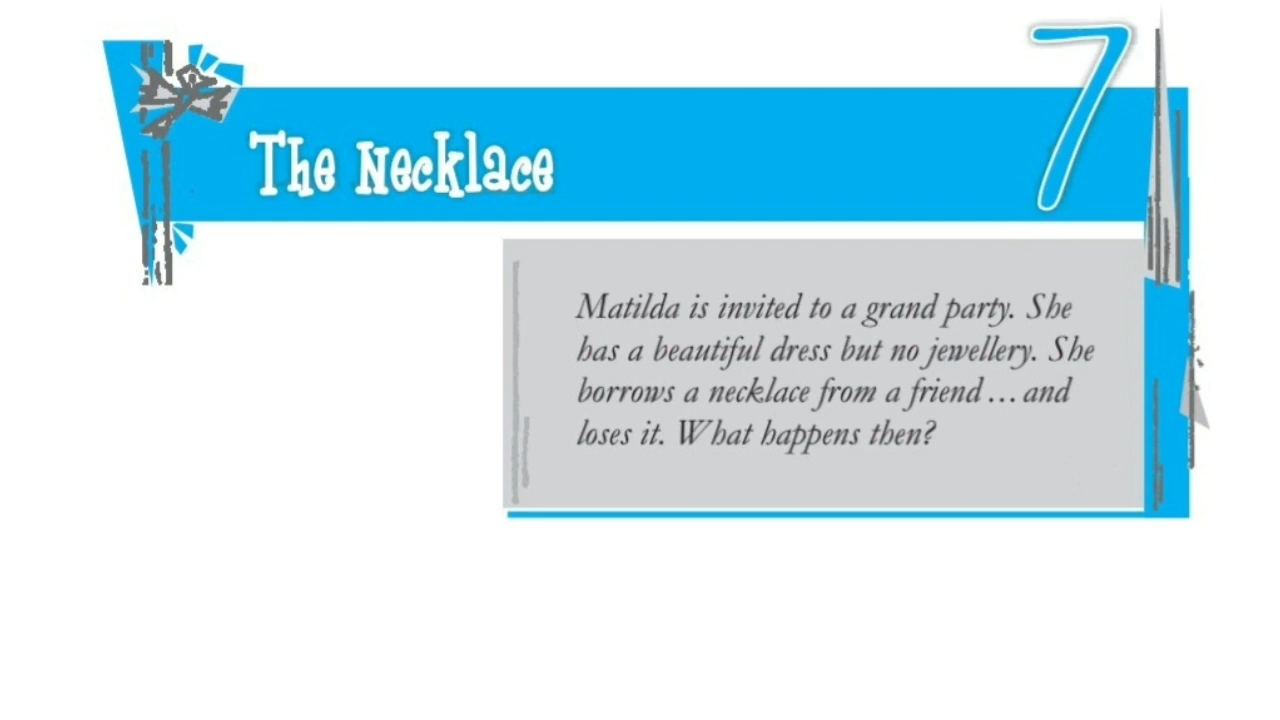 The Necklace
7
Matilda is invited to a grand party. She
has a beautiful dress but no jewellery. She
borrows a necklace from a friend ... and
loses it. What happens then?